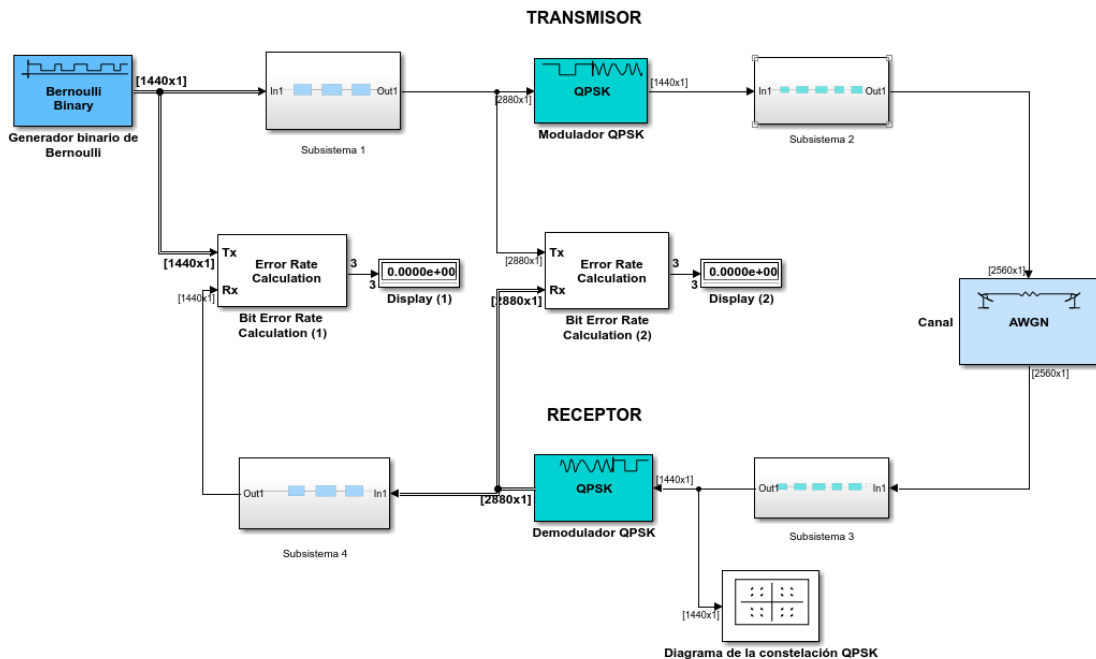 TRANSMISOR
Bernoulli
Binary
Generador binario de
Bernoulli
[1440x1]
In1
Out1
Subsistema 1
[2880x1]
QPSK
Modulador QPSK
[1440x1]
In1
Out1
Subsistema 2
[1440x1]
Tx
Rx
[1440x1]
Error Rate
Calculation
3
3
0.0000e+00
Display (1)
Bit Error Rate
Calculation (1)
[2880x1]
Tx
Rx
[2880x1]
Error Rate
Calculation
3
3
0.0000e+00
Display (2)
Bit Error Rate
Calculation (2)
[2560x1]
Canal
AWGN
[2560x1]
RECEPTOR
Out1
In1
Subsistema 4
[2880x1]
QPSK
Demodulador QPSK
[1440x1]
Out1
In1
Subsistema 3
[1440x1]
Diagrama de la constelación QPSK